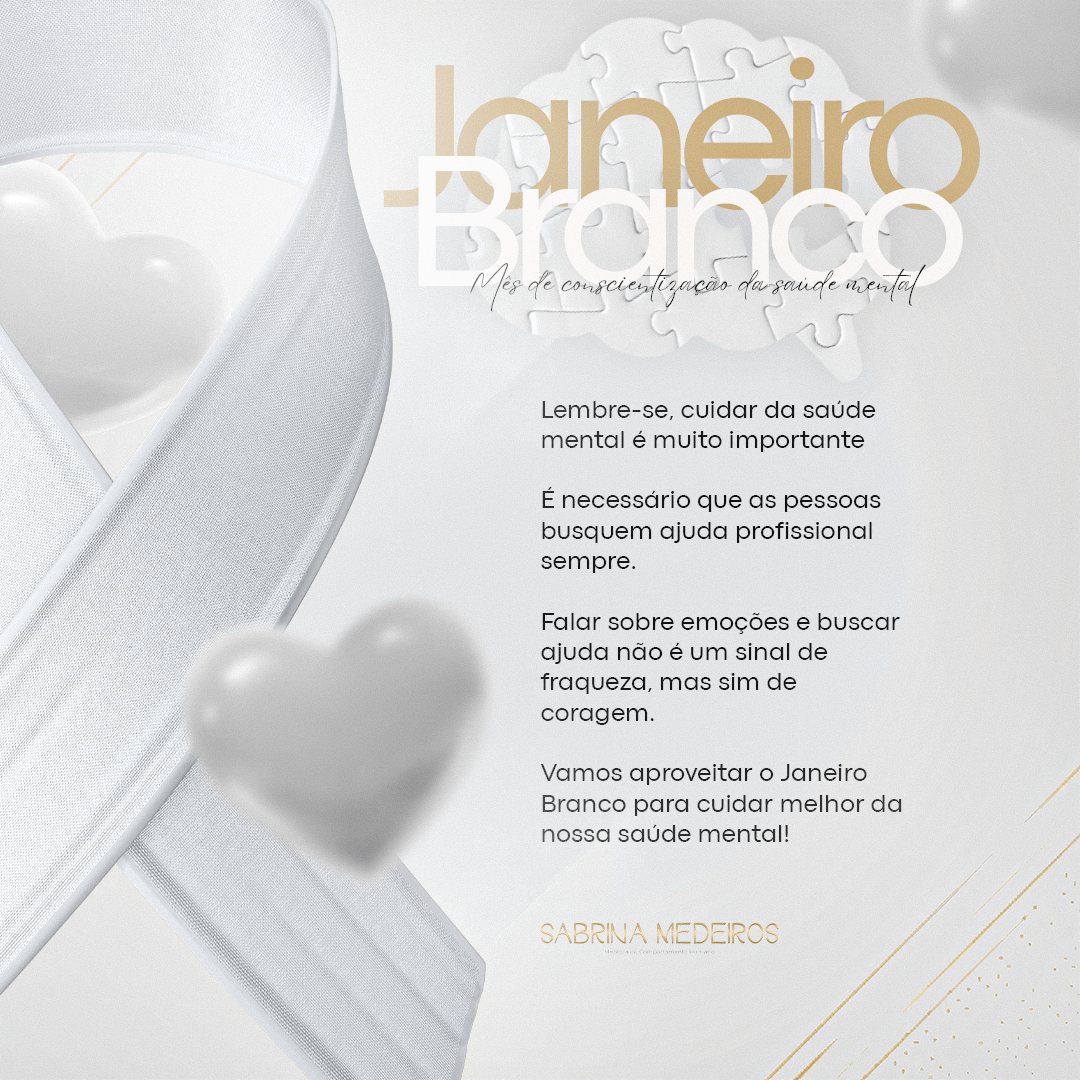 Janeiro
Branco
Mês de conscientização da saúde mental
Lembre-se, cuidar da saúde
mental é muito importante
É necessário que as pessoas
busquem ajuda profissional
sempre.
Falar sobre emoções e buscar
ajuda não é um sinal de
fraqueza, mas sim de
coragem.
Vamos aproveitar o Janeiro
Branco para cuidar melhor da
nossa saúde mental!
SABRINA MEDEIROS